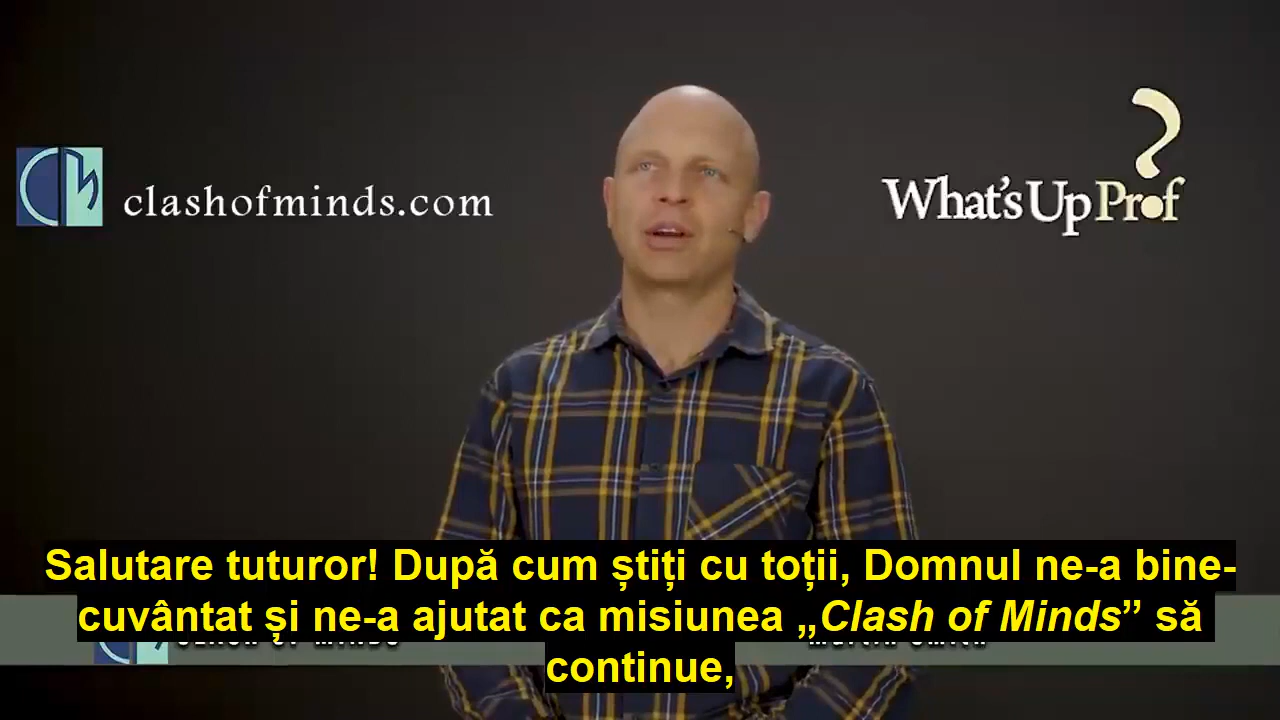 clashofminds.com
What's Up Prof
?
Salutare tuturor! După cum știți cu toții, Domnul ne-a bine-
cuvântat și ne-a ajutat ca misiunea „Clash of Minds” să
continue,